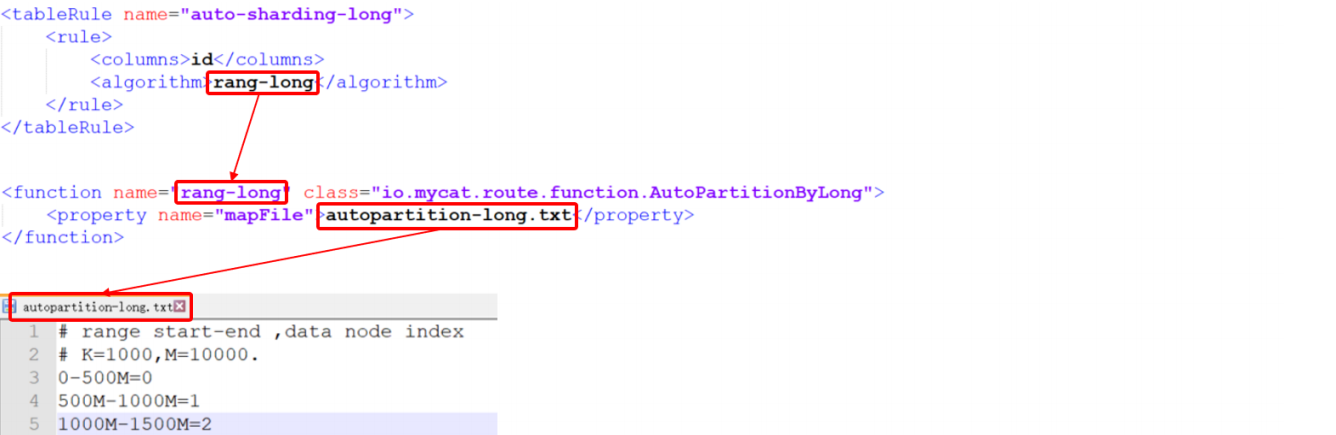 <tableRule name="auto-sharding-long">
<rule>
<columns>id</columns>
<algorithm>rang-long</algorithm>
</rule>
</tableRule>
<function name="rang-long" class="io.mycat.route.function.AutoPartitionByLong">
<property name="mapFile">autopartition-long.txt</property>
</function>
autopartition-long.txt
1 # range start-end ,data node index
2 # K=1000,M=10000.
3 0-500M=0
4 500M-1000M=1
5 1000M-1500M=2